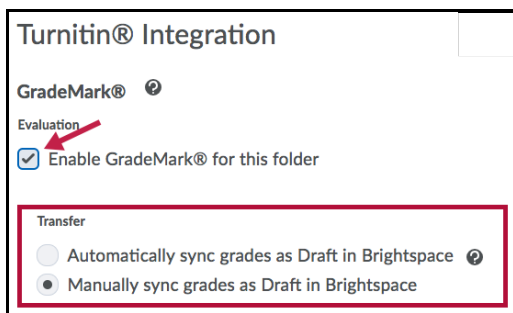 Turnitin® Integration
GradeMark® ?
Evaluation
Enable GradeMark® for this folder
Transfer
Automatically sync grades as Draft in Brightspace ?
Manually sync grades as Draft in Brightspace